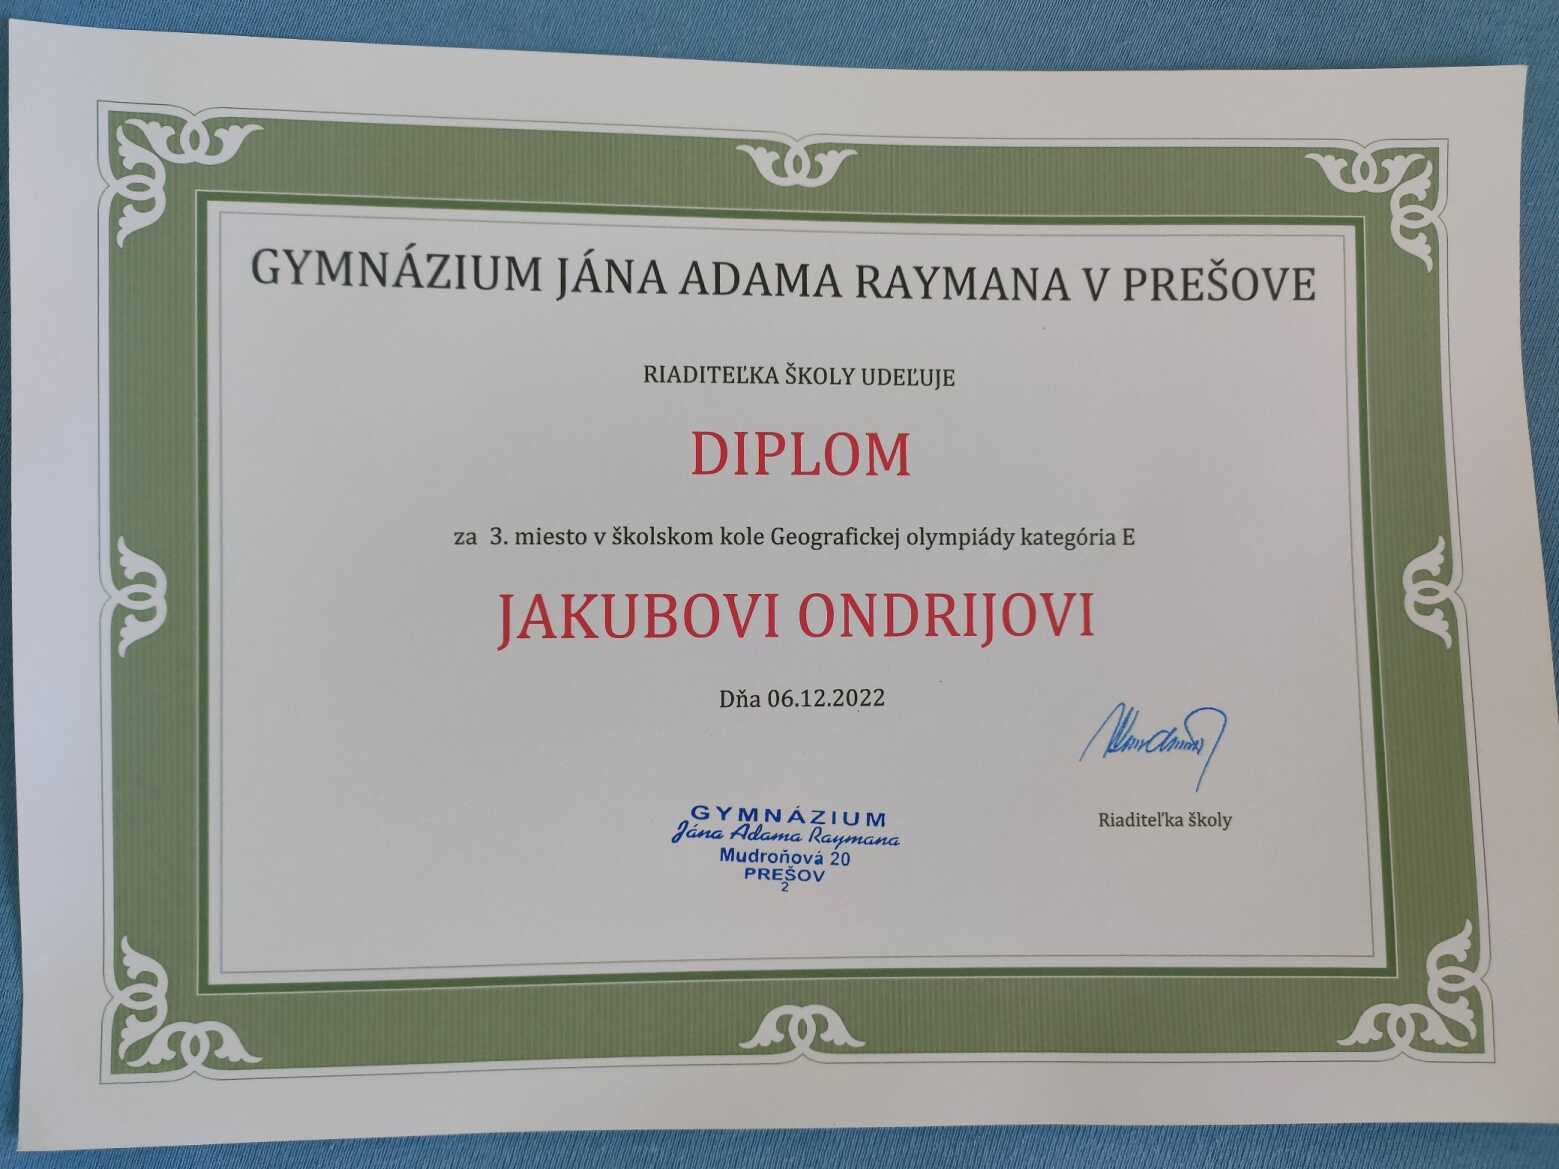 GYMNÁZIUM JÁNA ADAMA RAYMANA V PREŠOVE
RIADITEĽKA ŠKOLY UDEĽUJE
DIPLOM
za 3. miesto v školskom kole Geografickej olympiády kategória E
JAKUBOVI ONDRIJOVI
Dňa 06.12.2022
Riaditeľka školy
GYMNÁZIUM
Jána Adama Raymana
Mudroňová 20
PREŠOV
2